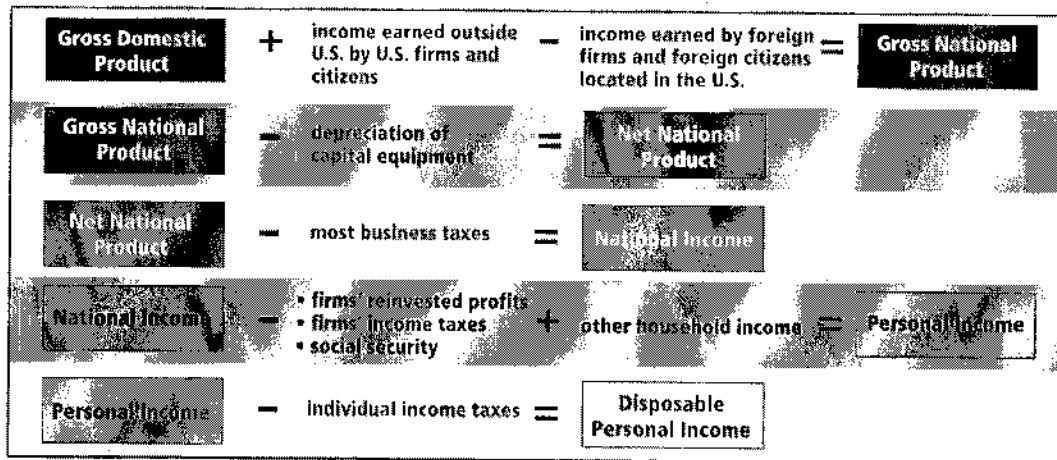 Gross Domestic
Product
+
income earned outside
U.S. by U.S. firms and
citizens
−
income earned by foreign
firms and foreign citizens
located in the U.S.
=
Gross National
Product
Gross National
Product
−
depreciation of
capital equipment
=
Net National
Product
Net National
Product
−
most business taxes
=
National Income
National Income
−
• firms' reinvested profits
• firms' income taxes
• social security
+
other household income
=
Personal Income
Personal Income
−
individual income taxes
=
Disposable
Personal Income